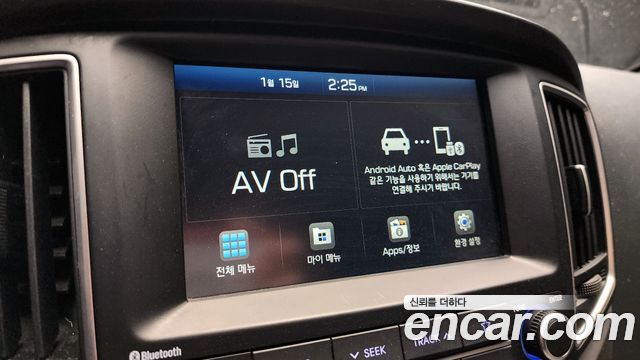 1월 15일 2:25 PM
AV Off
Android Auto 혹은 Apple CarPlay
같은 기능을 사용하기 위해서는 기기를
연결해 주시기 바랍니다.
전체 메뉴
마이 메뉴
Apps/정보
환경 설정
신뢰를 더하다
encar.com
Bluetooth
SEEK
TRACK
ENTER